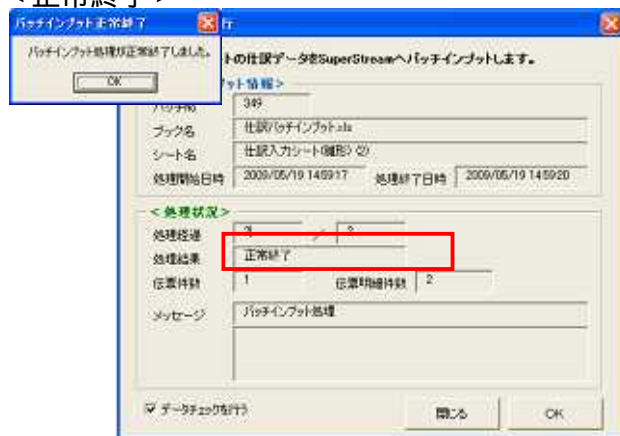 <正常終了>
バッチインプット正常終了
バッチインプット処理が正常終了しました。
OK
行
トの仕訳データをSuperStreamへバッチインプットします。
ット情報>
バッチNo 349
ブック名 仕訳バッチインプット.xls
シート名 仕訳入力シート(雛形) (2)
処理開始日時 2009/05/19 14:59:17 処理終了日時 2009/05/19 14:59:20
<処理状況>
処理経過 /
処理結果 正常終了
伝票件数 1 伝票明細件数 2
メッセージ バッチインプット処理
データチェックを行う 閉じる OK